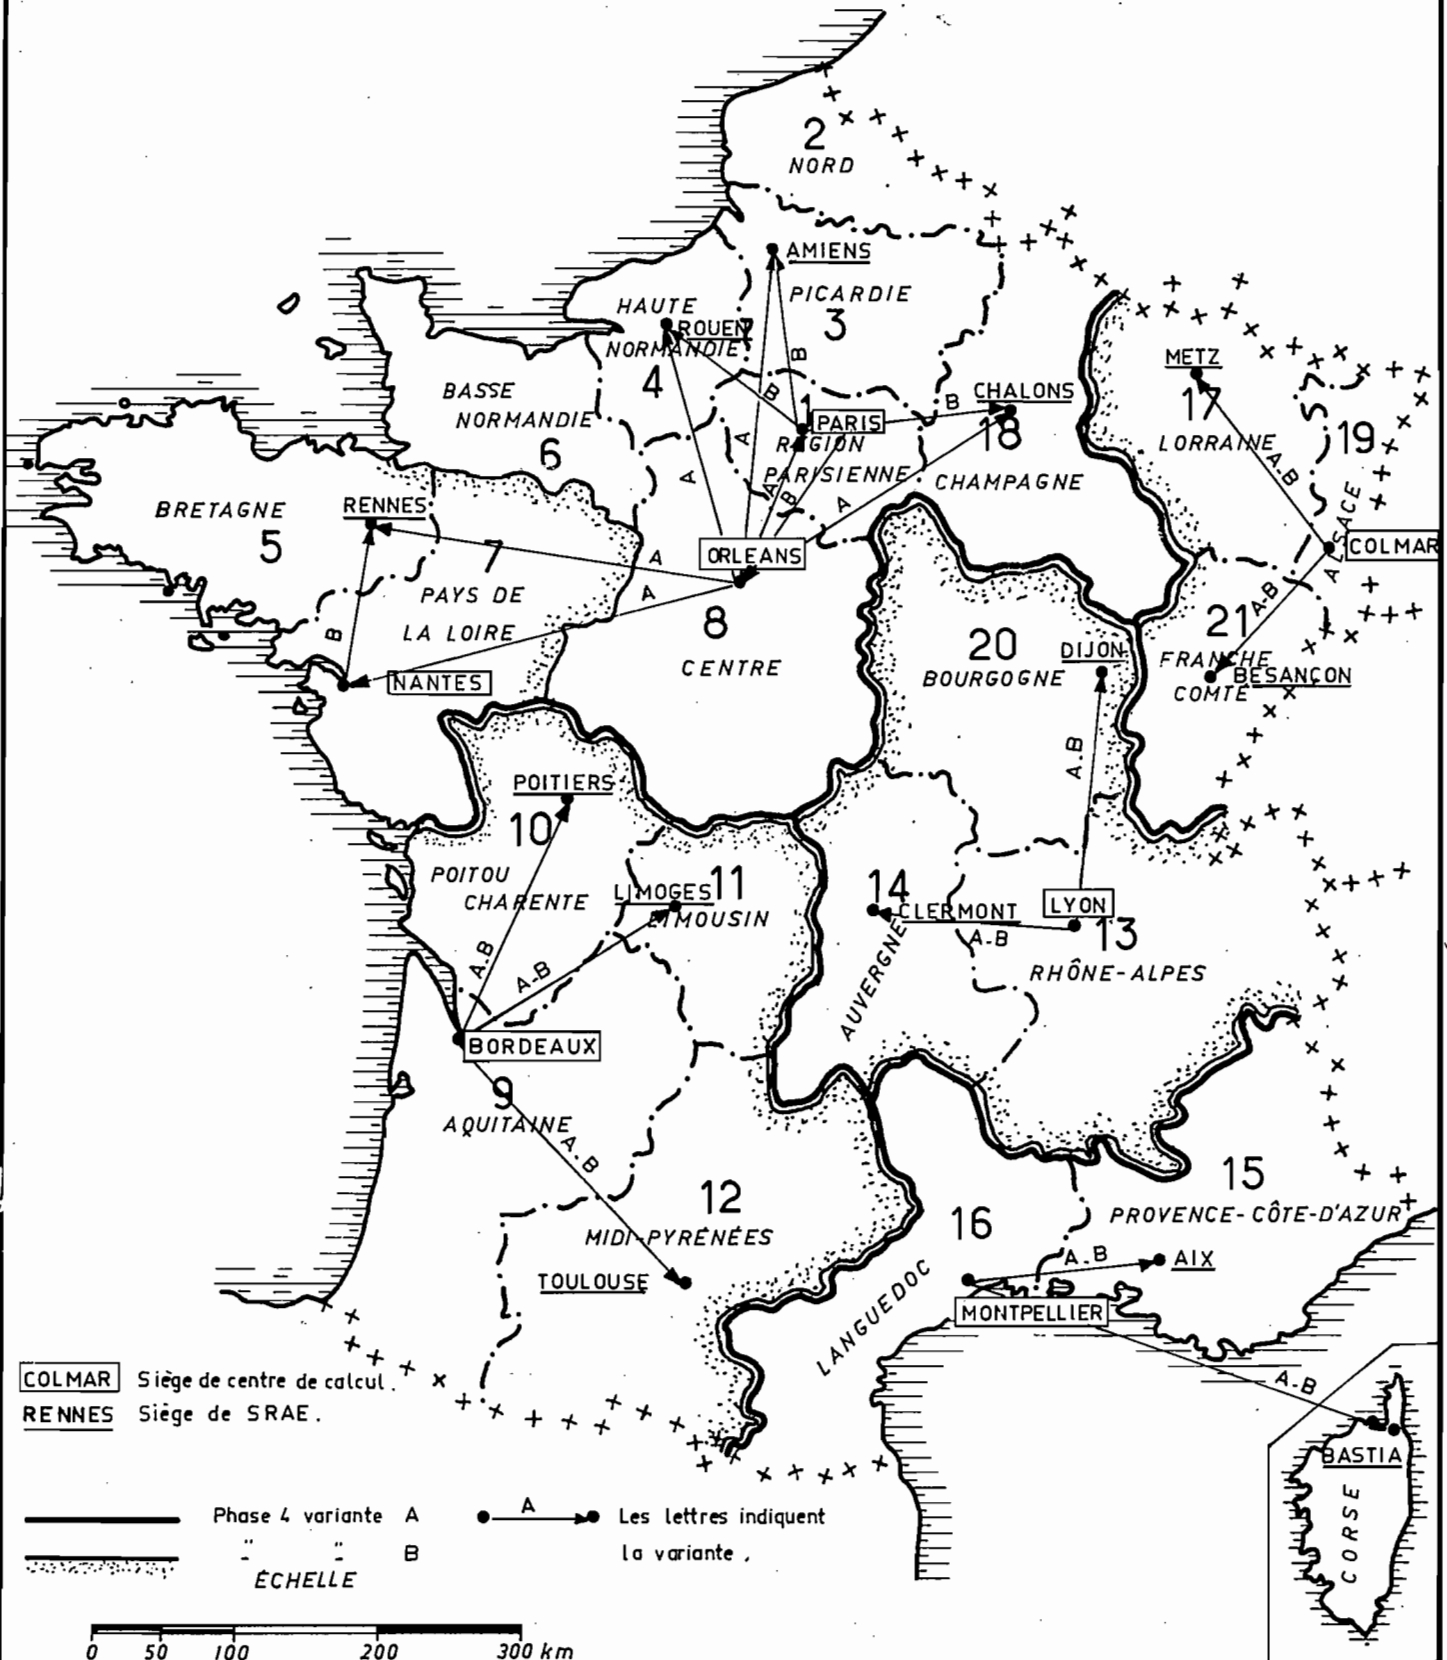 2
NORD
AMIENS
PICARDIE
3
HAUTE
ROUEN
NORMANDIE
4
B
B
METZ
17
LORRAINE
19
ALSACE
A-B
COLMAR
A-B
BASSE
NORMANDIE
6
CHALONS
B
18
CHAMPAGNE
1
PARIS
RÉGION
PARISIENNE
A
A
A
B
A
BRETAGNE
5
RENNES
7
PAYS DE
LA LOIRE
A
A
B
NANTES
ORLEANS
8
CENTRE
20
BOURGOGNE
DIJON
A.B
21
FRANCHE
COMTÉ
BESANÇON
POITIERS
10
POITOU
CHARENTE
A.B
LIMOGES
11
LIMOUSIN
A-B
14
CLERMONT
AUVERGNE
A-B
LYON
13
RHÔNE-ALPES
BORDEAUX
9
AQUITAINE
A.B
12
MIDI-PYRÉNÉES
TOULOUSE
16
LANGUEDOC
15
PROVENCE-CÔTE-D'AZUR
A.B
AIX
MONTPELLIER
A-B
BASTIA
CORSE
COLMAR Siège de centre de calcul.
RENNES Siège de SRAE.
Phase 4 variante A
" " B
A Les lettres indiquent
la variante.
ÉCHELLE
0 50 100 200 300 km